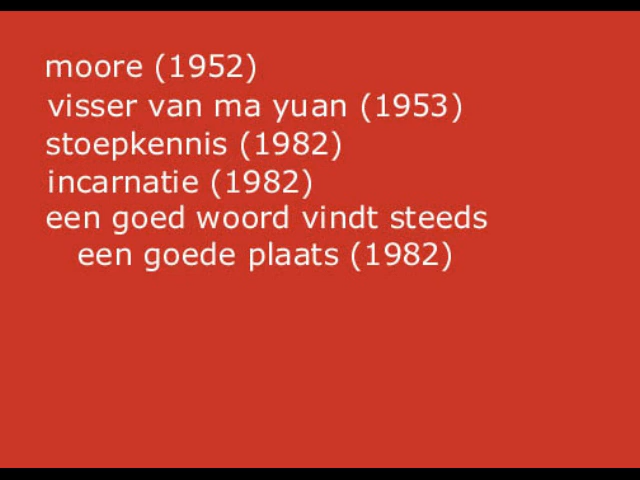 moore (1952)
visser van ma yuan (1953)
stoepkennis (1982)
incarnatie (1982)
een goed woord vindt steeds
een goede plaats (1982)